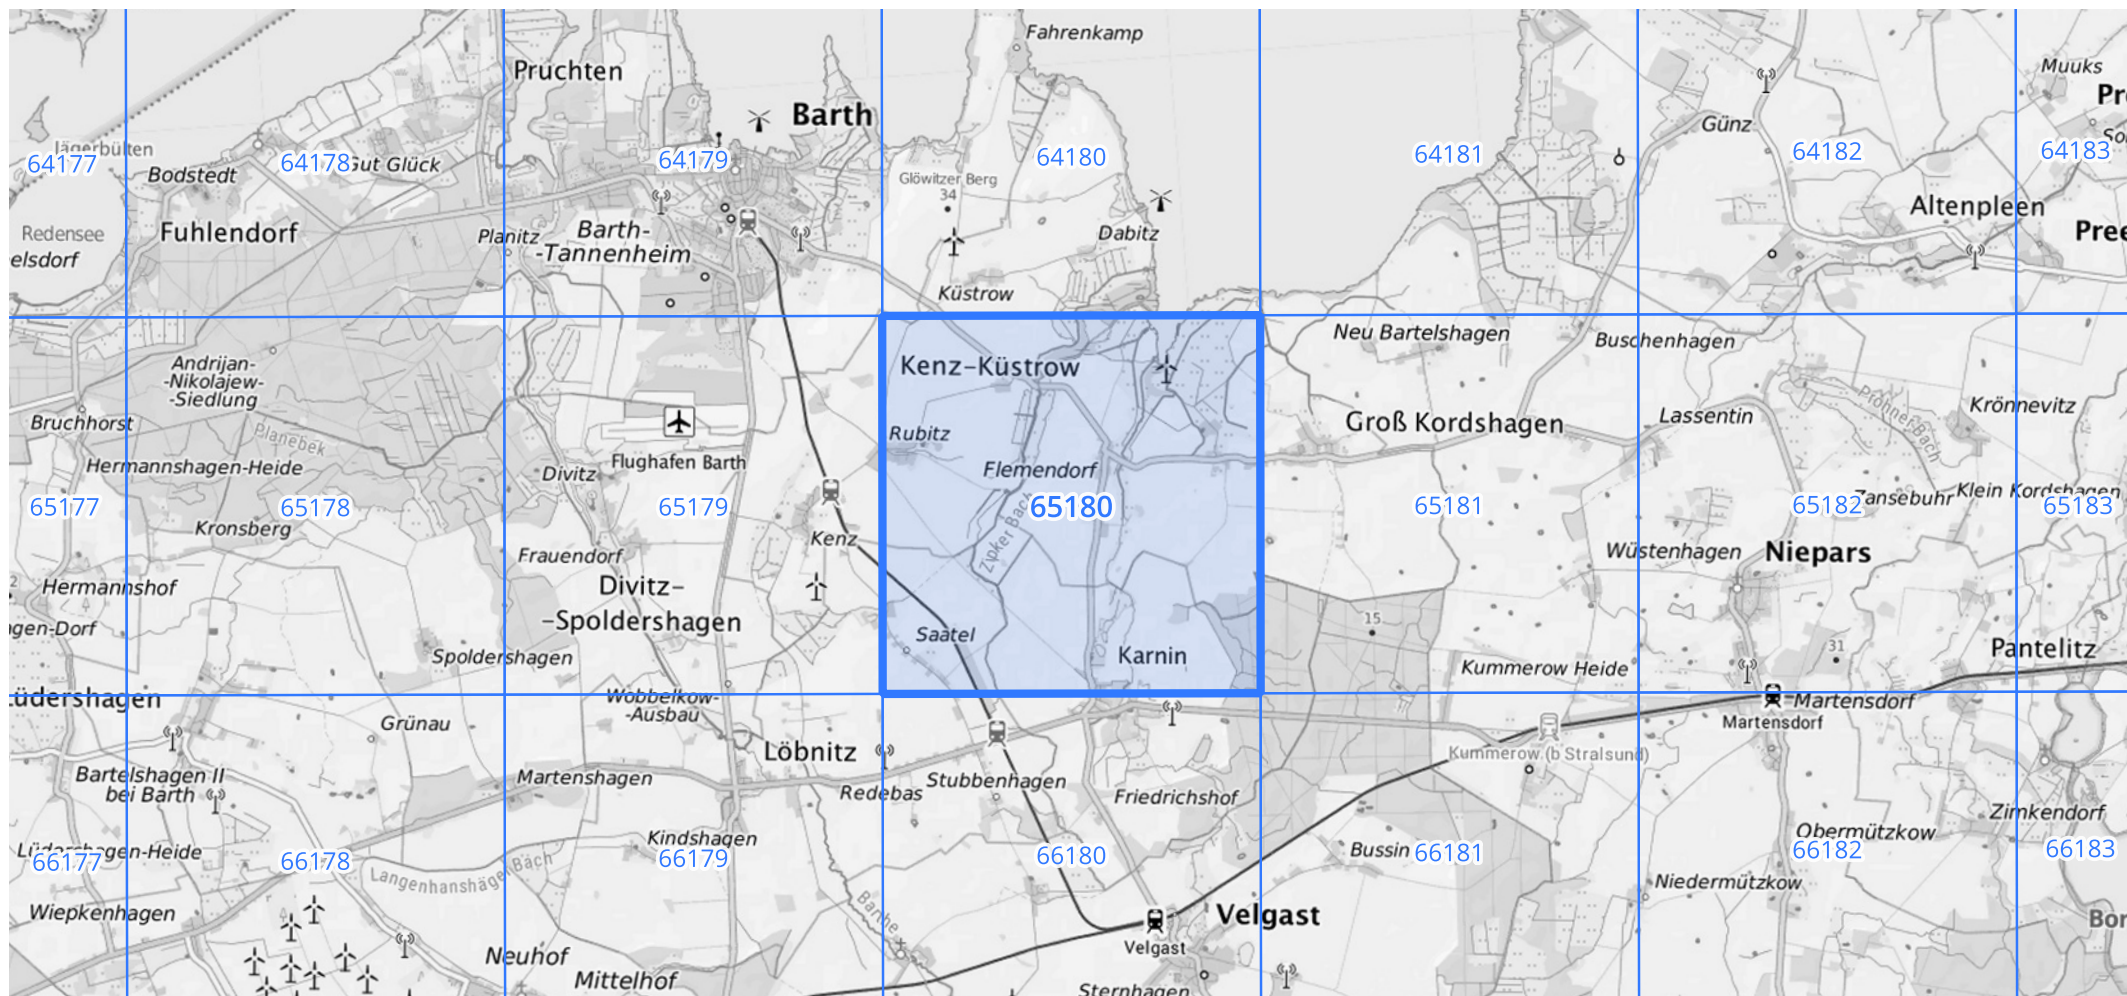 Fahrenkamp
Pruchten
Barth
Muuks
Jägerbülten
64177
Bodstedt
64178
Gut Glück
64179
64180
Glöwitzer Berg
34
64181
Günz
64182
64183
Redensee
elsdorf
Fuhlendorf
Planitz
Barth-
-Tannenheim
Dabitz
Küstrow
Altenpleen
Andrijan-
-Nikolajew-
-Siedlung
Bruchhorst
Planebek
Hermannshagen-Heide
65177
65178
Kronsberg
Divitz
Flughafen Barth
65179
Kenz
Frauendorf
Divitz-
-Spoldershagen
Kenz-Küstrow
Rubitz
Flemendorf
65180
Zipker Bach
Saatel
Karnin
Neu Bartelshagen
Buschenhagen
Groß Kordshagen
Lassentin
Prohner Bach
Krönnevitz
65181
65182
Zansebuhr
Klein Kordshagen
65183
Wüstenhagen
Niepars
15
31
Kummerow Heide
Pantelitz
Hermannshof
gen-Dorf
Spoldershagen
üdershagen
Grünau
Wobbelkow-
-Ausbau
Löbnitz
Martensdorf
Martensdorf
Kummerow (b Stralsund)
Bartelshagen II
bei Barth
Martenshagen
Redebas
Stubbenhagen
Friedrichshof
Zimkendorf
Lüdershagen-Heide
66177
66178
Kindshagen
66179
66180
Bussin
66181
Obermützkow
66182
66183
Langenhanshäger Bach
Wiepkenhagen
Barthe
Velgast
Velgast
Niedermützkow
Neuhof
Mittelhof
Sternhagen